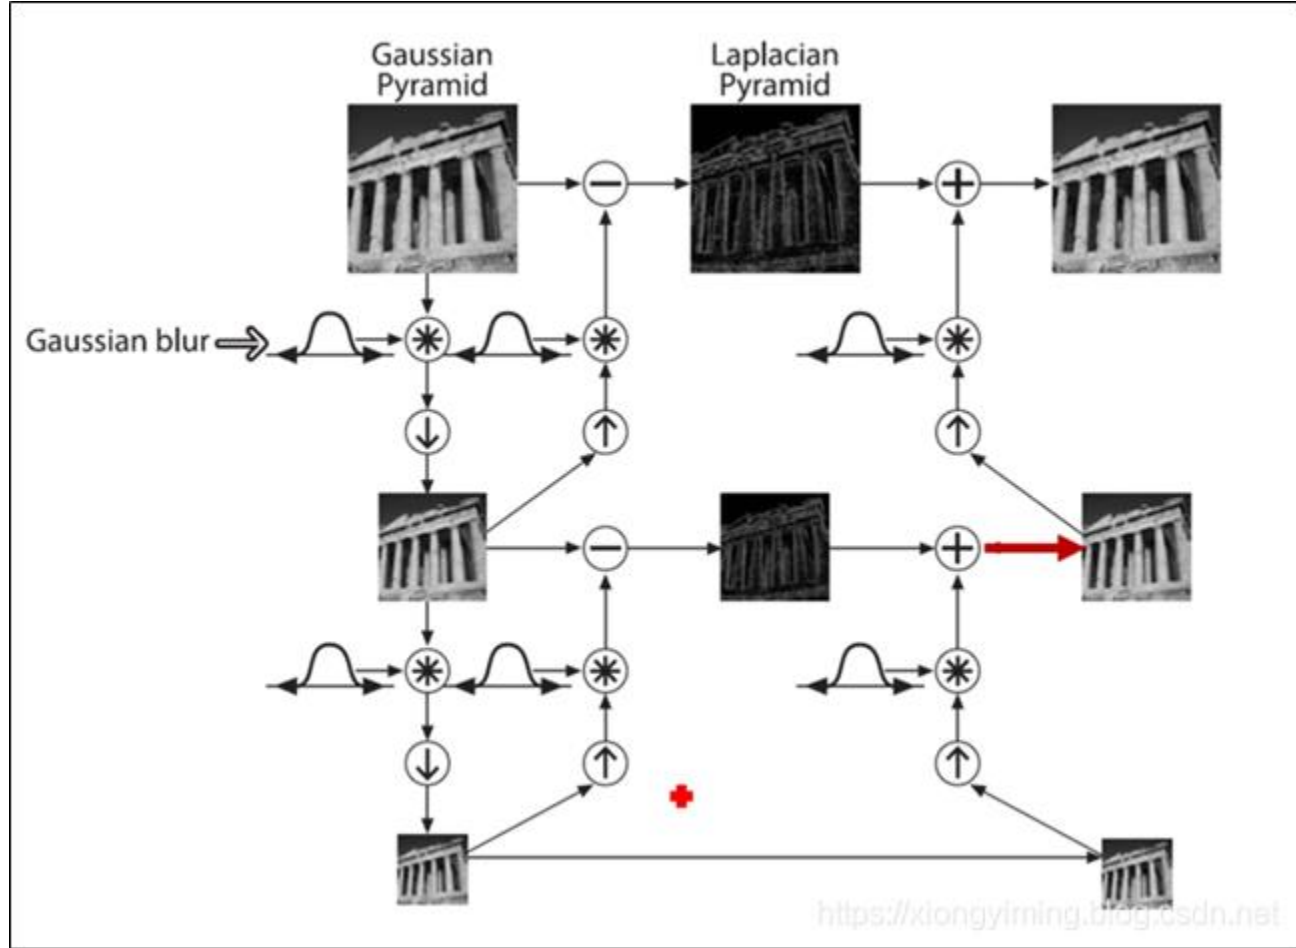 Gaussian
Pyramid
Laplacian
Pyramid
Gaussian blur
https://xiongyiming.blog.csdn.net